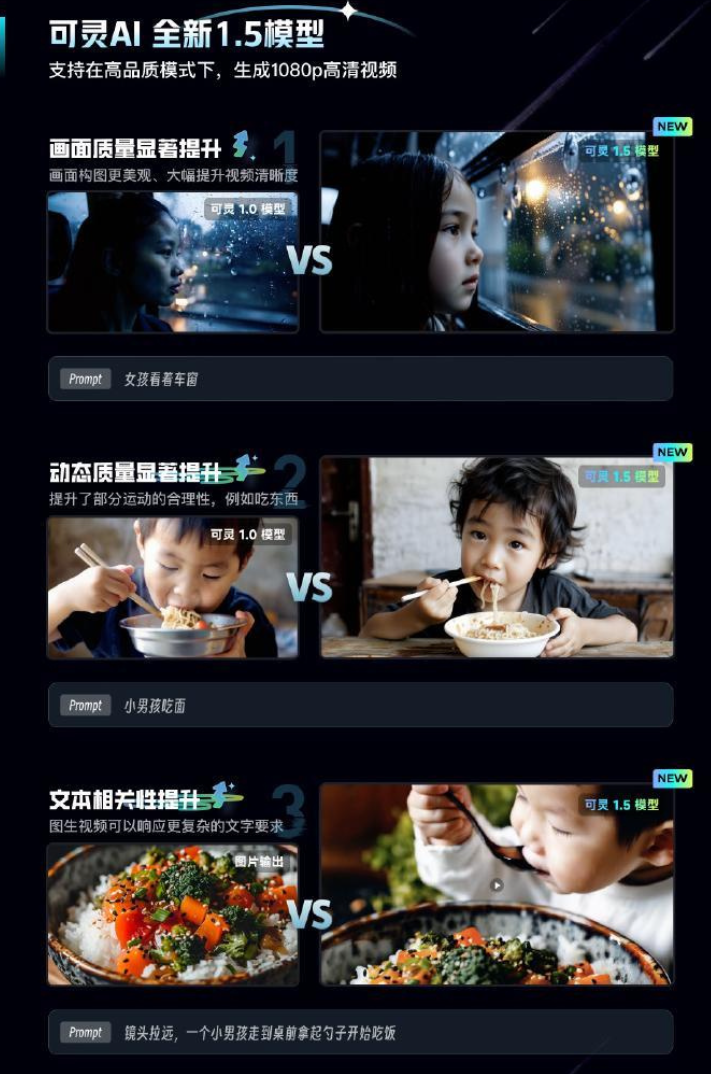 可灵AI 全新1.5模型
支持在高品质模式下，生成1080p高清视频
画面质量显著提升
1
画面构图更美观、大幅提升视频清晰度
可灵 1.0 模型
VS
NEW
可灵 1.5 模型
Prompt 女孩看着车窗
动态质量显著提升
2
提升了部分运动的合理性，例如吃东西
可灵 1.0 模型
VS
NEW
可灵 1.5 模型
Prompt 小男孩吃面
文本相关性提升
3
图生视频可以响应更复杂的文字要求
图片输出
VS
NEW
可灵 1.5 模型
Prompt 镜头拉远，一个小男孩走到桌前拿起勺子开始吃饭